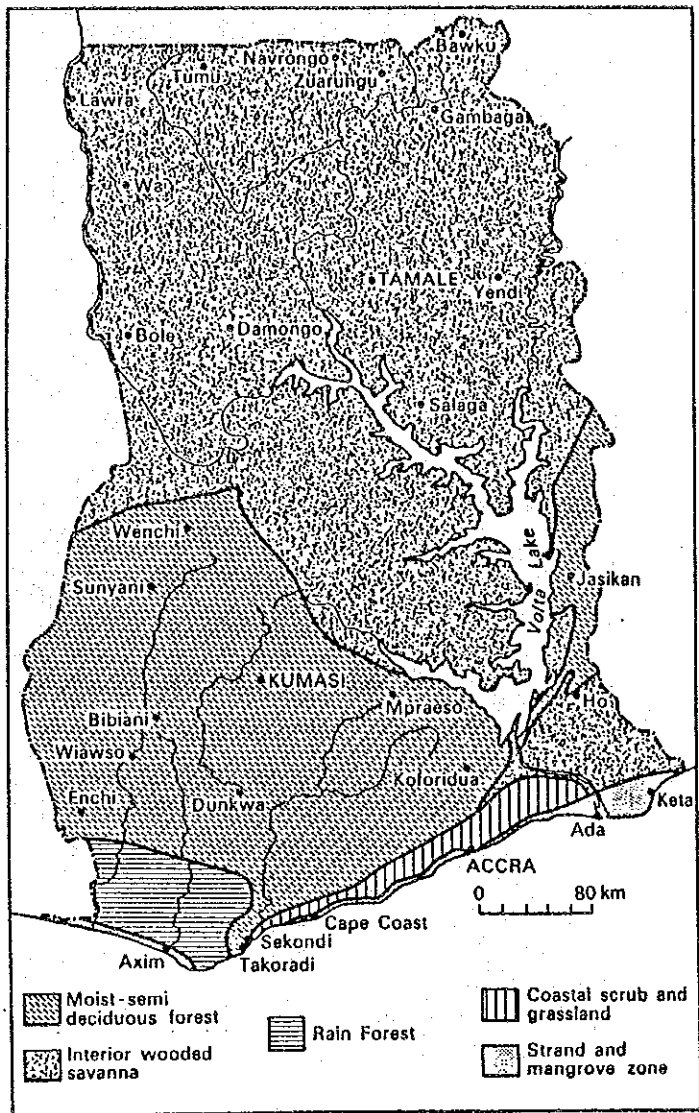 Bawku
Navrongo
Tumu
Zuarungu
Lawra
Gambaga
Wa
TAMALE
Yendi
Bole
Damongo
Salaga
Wenchi
Volta Lake
Sunyani
Jasikan
KUMASI
Mpraeso
Ho
Bibiani
Wiawso
Koforidua
Enchi
Dunkwa
Keta
Ada
ACCRA
0 80 km
Cape Coast
Sekondi
Axim
Takoradi
Moist-semi
deciduous forest
Interior wooded
savanna
Rain Forest
Coastal scrub and
grassland
Strand and
mangrove zone